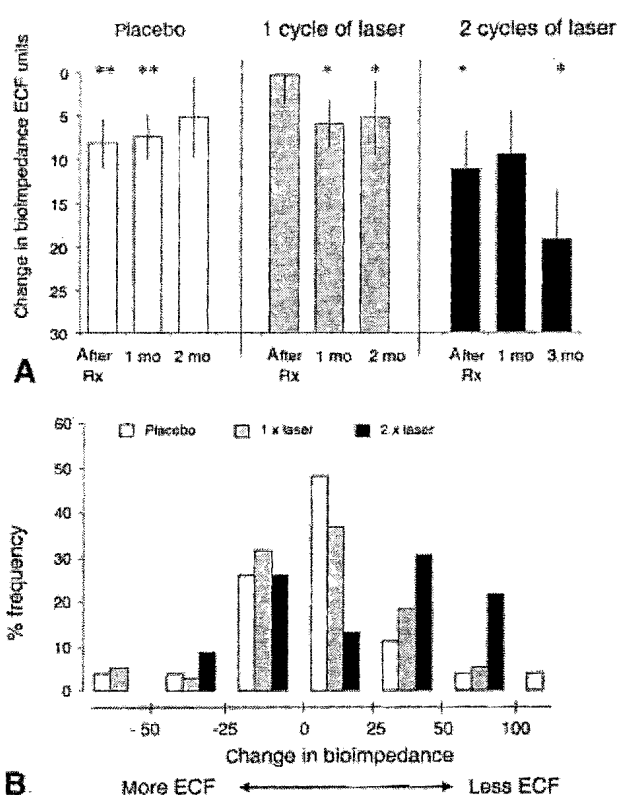 Placebo 1 cycle of laser 2 cycles of laser
Change in bioimpedance ECF units
** ** * * * *
0
5
10
15
20
25
30
After Rx 1 mo 2 mo After Rx 1 mo 2 mo After Rx 1 mo 3 mo
A
60
50
40
30
20
10
0
% frequency
Placebo 1 x laser 2 x laser
- 50 -25 0 25 50 100
Change in bioimpedance
B More ECF Less ECF